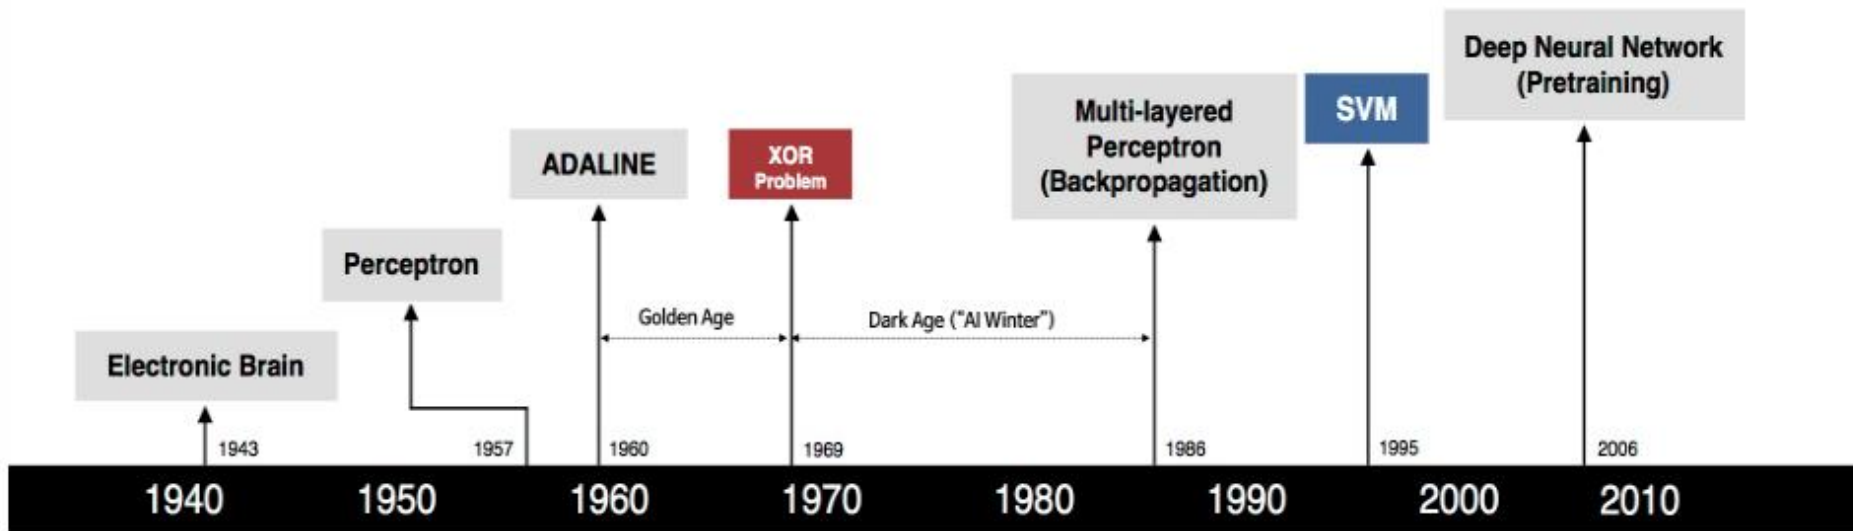 Deep Neural Network
(Pretraining)
Multi-layered
Perceptron
(Backpropagation)
SVM
ADALINE
XOR
Problem
Perceptron
Golden Age
Dark Age ("AI Winter")
Electronic Brain
1943
1957
1960
1969
1986
1995
2006
1940
1950
1960
1970
1980
1990
2000
2010